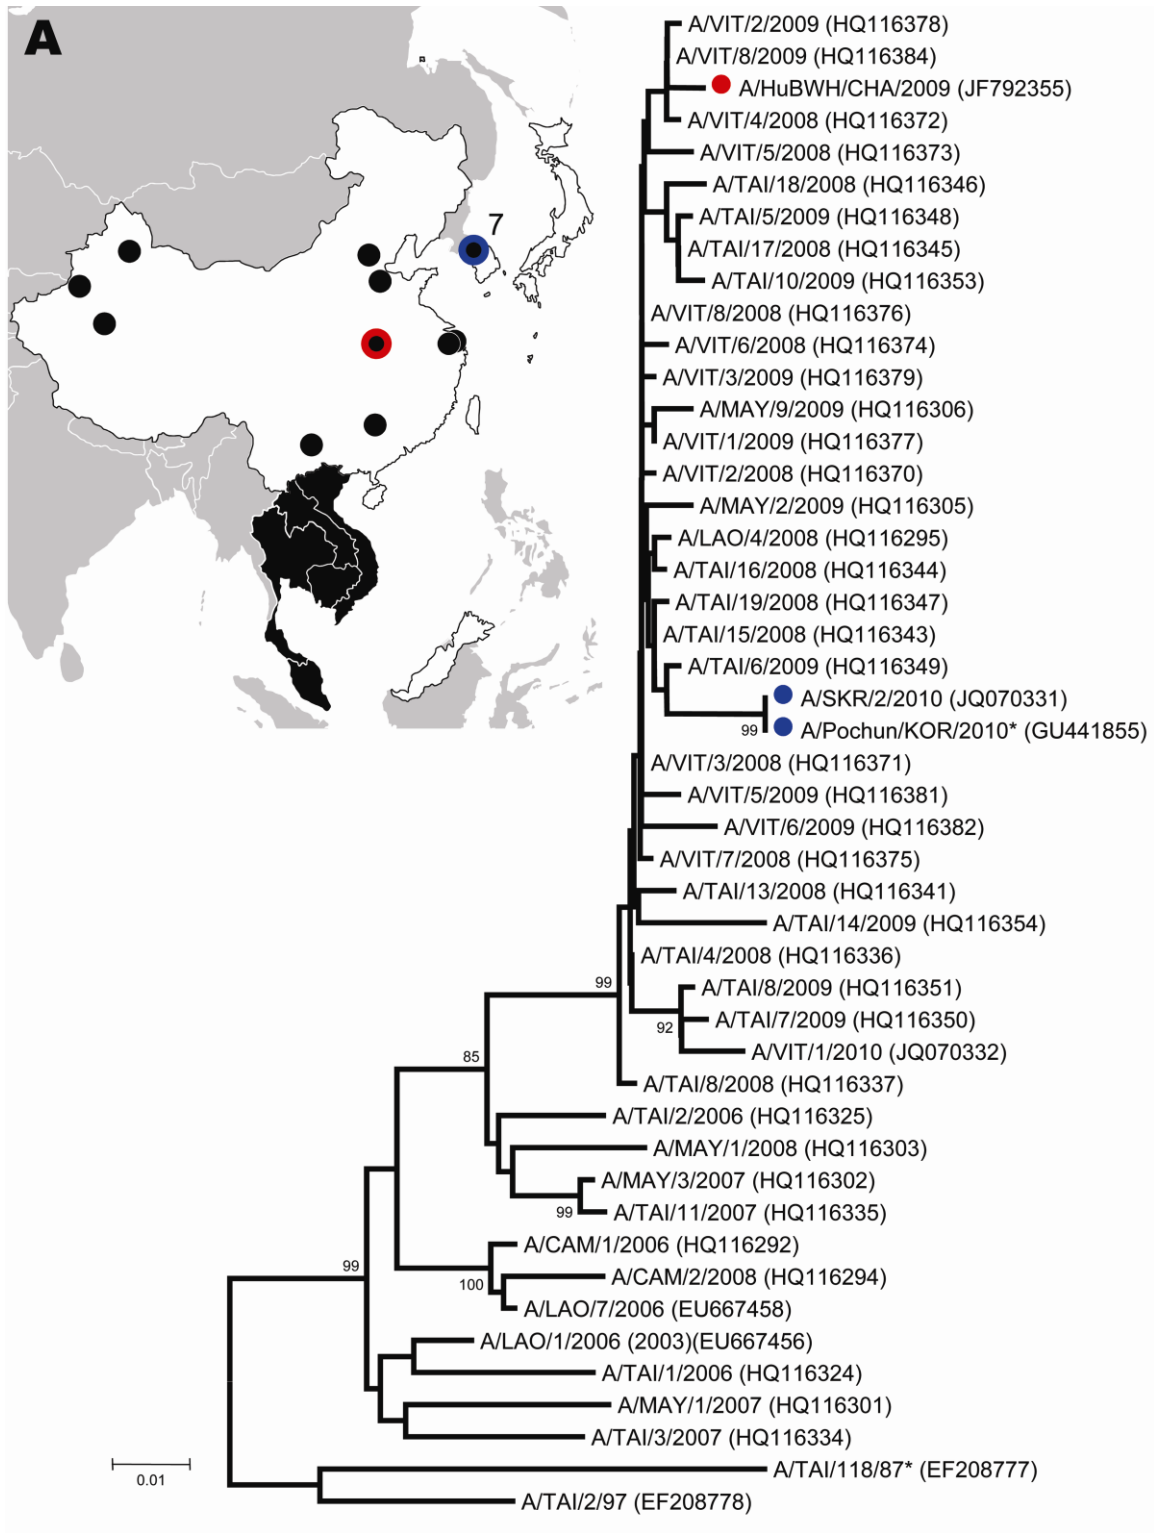 A
7
A/VIT/2/2009 (HQ116378)
A/VIT/8/2009 (HQ116384)
A/HuBWH/CHA/2009 (JF792355)
A/VIT/4/2008 (HQ116372)
A/VIT/5/2008 (HQ116373)
A/TAI/18/2008 (HQ116346)
A/TAI/5/2009 (HQ116348)
A/TAI/17/2008 (HQ116345)
A/TAI/10/2009 (HQ116353)
A/VIT/8/2008 (HQ116376)
A/VIT/6/2008 (HQ116374)
A/VIT/3/2009 (HQ116379)
A/MAY/9/2009 (HQ116306)
A/VIT/1/2009 (HQ116377)
A/VIT/2/2008 (HQ116370)
A/MAY/2/2009 (HQ116305)
A/LAO/4/2008 (HQ116295)
A/TAI/16/2008 (HQ116344)
A/TAI/19/2008 (HQ116347)
A/TAI/15/2008 (HQ116343)
A/TAI/6/2009 (HQ116349)
A/SKR/2/2010 (JQ070331)
99 A/Pochun/KOR/2010* (GU441855)
A/VIT/3/2008 (HQ116371)
A/VIT/5/2009 (HQ116381)
A/VIT/6/2009 (HQ116382)
A/VIT/7/2008 (HQ116375)
A/TAI/13/2008 (HQ116341)
A/TAI/14/2009 (HQ116354)
A/TAI/4/2008 (HQ116336)
99
A/TAI/8/2009 (HQ116351)
A/TAI/7/2009 (HQ116350)
92
A/VIT/1/2010 (JQ070332)
85
A/TAI/8/2008 (HQ116337)
A/TAI/2/2006 (HQ116325)
A/MAY/1/2008 (HQ116303)
A/MAY/3/2007 (HQ116302)
99 A/TAI/11/2007 (HQ116335)
A/CAM/1/2006 (HQ116292)
99
100
A/CAM/2/2008 (HQ116294)
A/LAO/7/2006 (EU667458)
A/LAO/1/2006 (2003)(EU667456)
A/TAI/1/2006 (HQ116324)
A/MAY/1/2007 (HQ116301)
A/TAI/3/2007 (HQ116334)
A/TAI/118/87* (EF208777)
0.01
A/TAI/2/97 (EF208778)